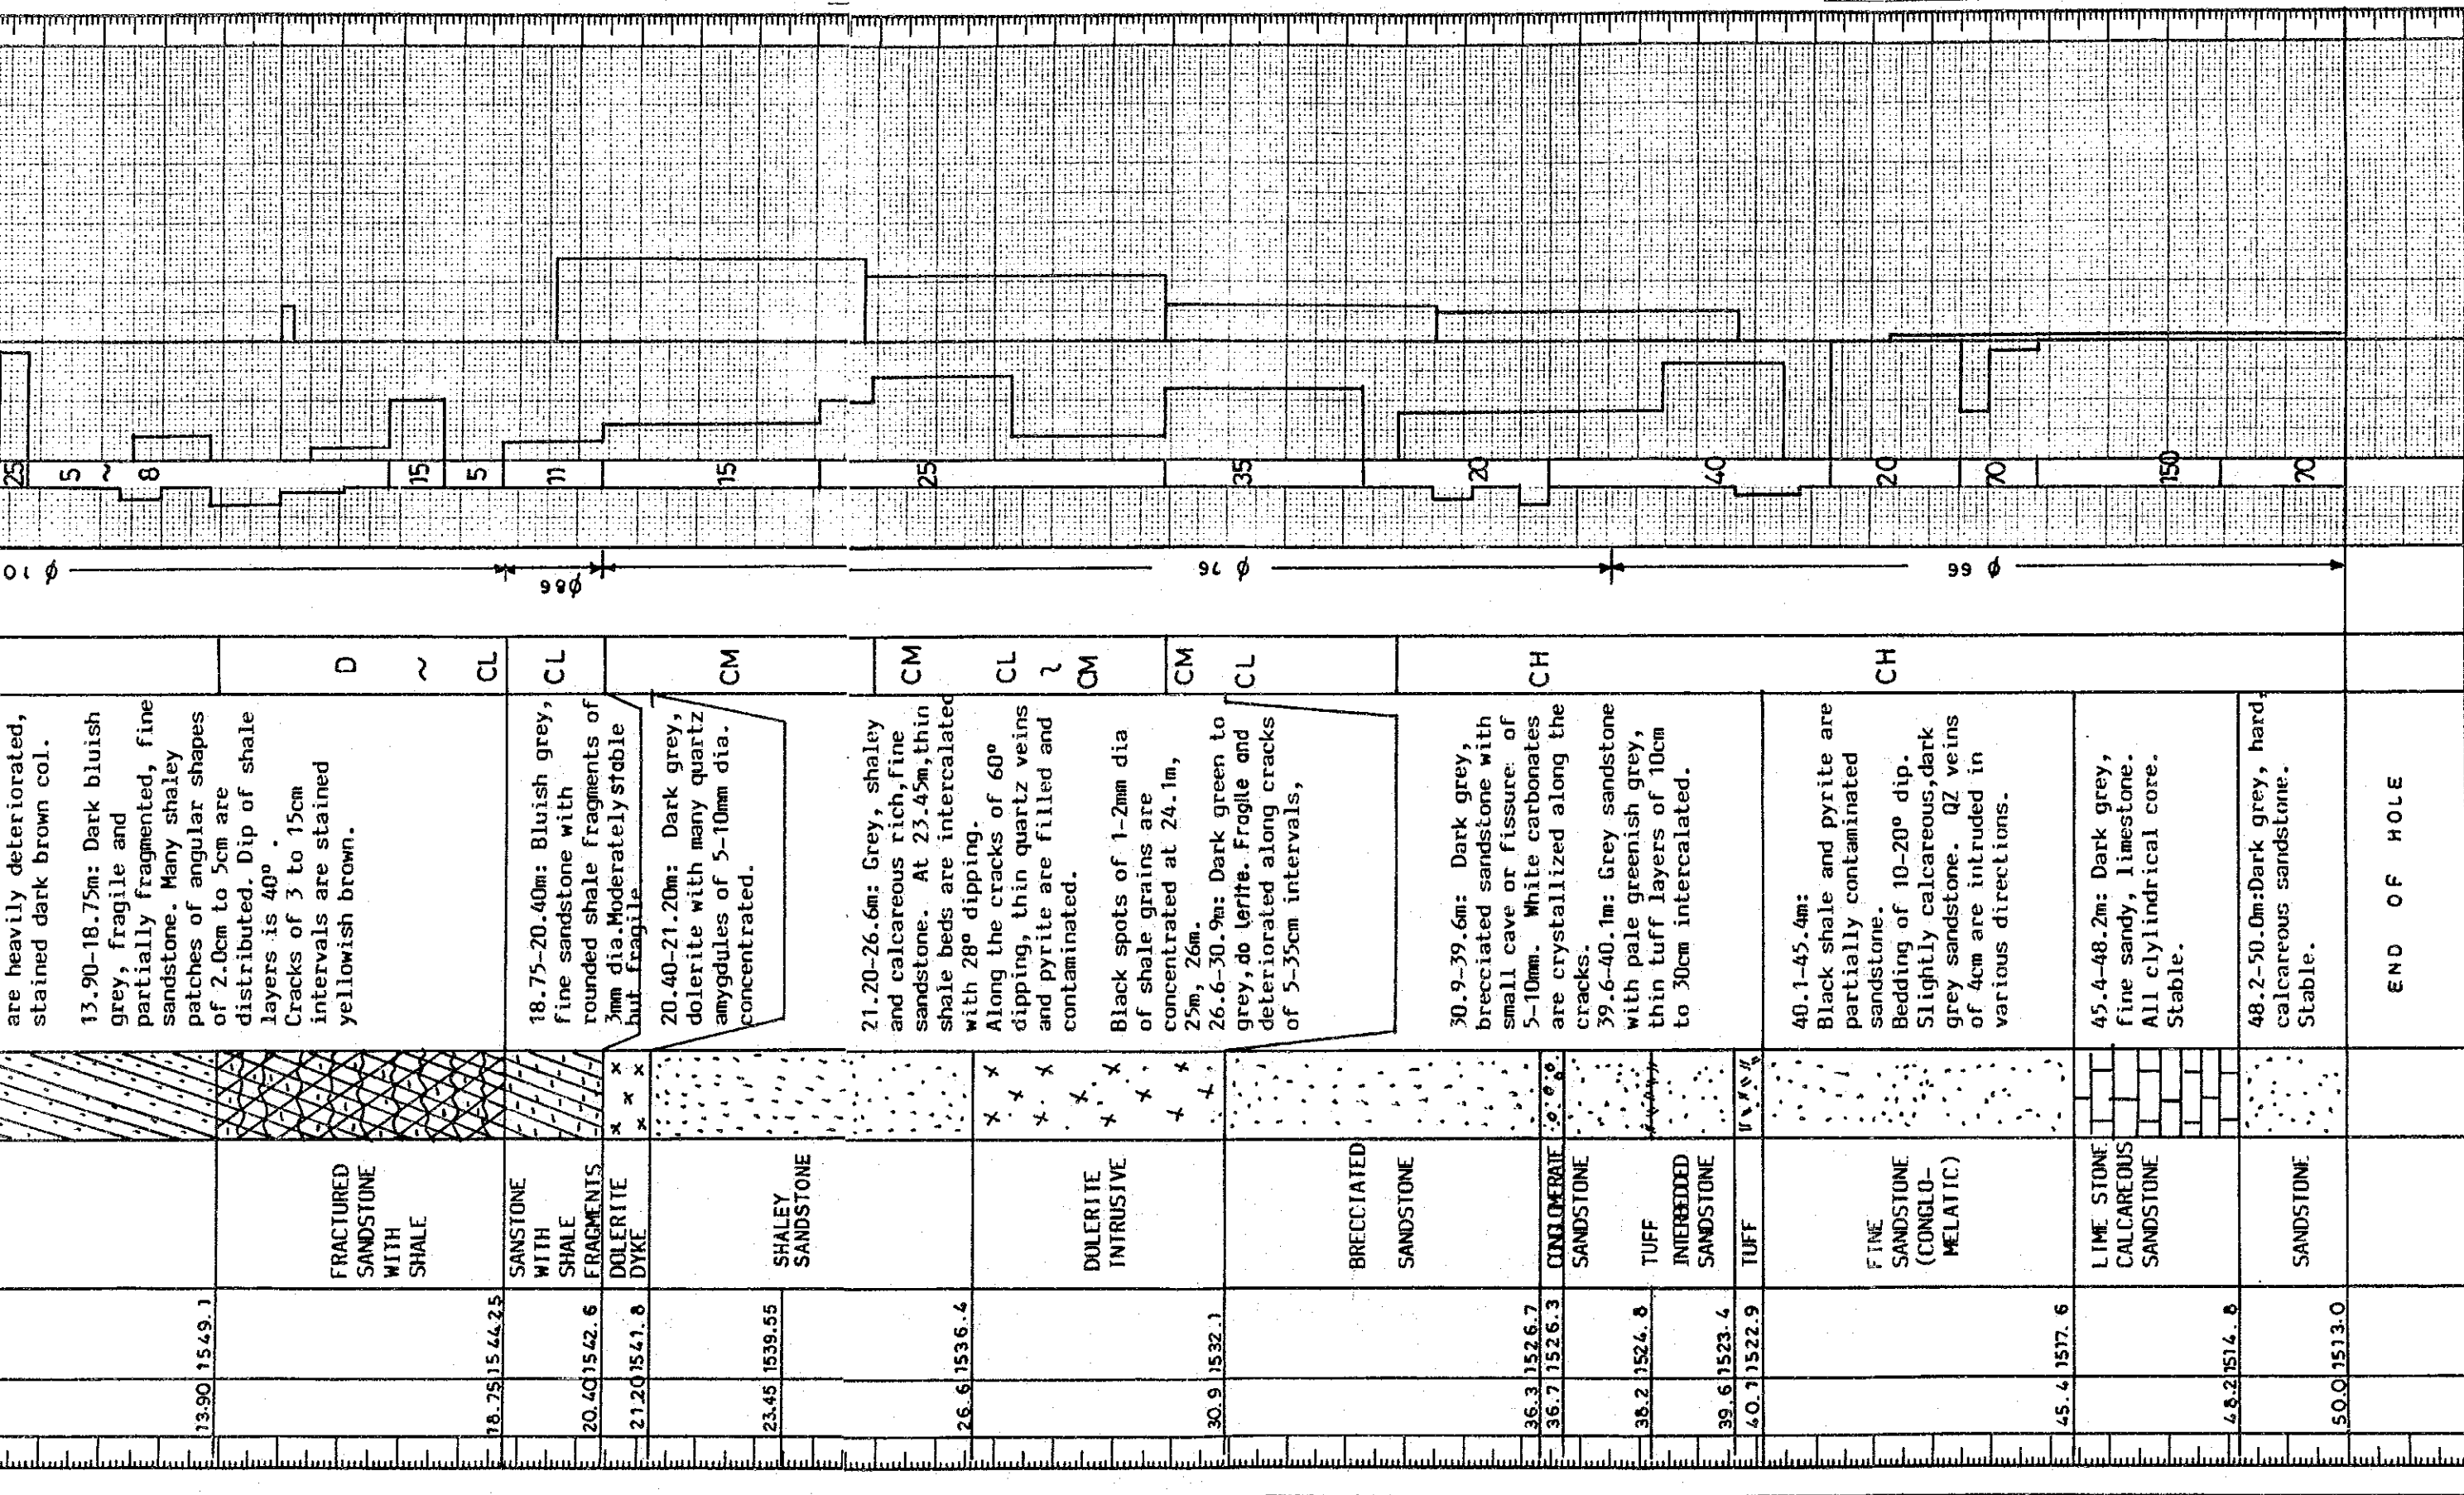 13.90 1549.1
18.75 1544.25
20.40 1542.6
21.20 1541.8
23.45 1539.55
26.6 1536.4
30.9 1532.1
36.3 1526.7
36.7 1526.3
38.2 1524.8
39.6 1523.4
40.1 1522.9
45.4 1517.6
48.2 1514.8
50.0 1513.0
FRACTURED
SANDSTONE
WITH
SHALE
SANSTONE
WITH
SHALE
FRAGMENTS
DOLERITE
DYKE
SHALEY
SANDSTONE
DOLERITE
INTRUSIVE
BRECCIATED
SANDSTONE
CONGLOMERATE
SANDSTONE
TUFF
INTERBEDDED
SANDSTONE
TUFF
FINE
SANDSTONE
(CONGLO-
MELATIC)
LIME STONE
CALCAREOUS
SANDSTONE
SANDSTONE
are heavily deteriorated,
stained dark brown col.
13.90-18.75m: Dark bluish
grey, fragile and
partially fragmented, fine
sandstone. Many shaley
patches of angular shapes
of 2.0cm to 5cm are
distributed. Dip of shale
layers is 40°.
Cracks of 3 to 15cm
intervals are stained
yellowish brown.
18.75-20.40m: Bluish grey,
fine sandstone with
rounded shale fragments of
3mm dia.Moderately stable
but fragile
20.40-21.20m: Dark grey,
dolerite with many quartz
amygdules of 5-10mm dia.
concentrated.
21.20-26.6m: Grey, shaley
and calcareous rich,fine
sandstone. At 23.45m,thin
shale beds are intercalated
with 28° dipping.
Along the cracks of 60°
dipping, thin quartz veins
and pyrite are filled and
contaminated.
Black spots of 1-2mm dia
of shale grains are
concentrated at 24.1m,
25m, 26m.
26.6-30.9m: Dark green to
grey, do lerite. Fragile and
deteriorated along cracks
of 5-35cm intervals,
30.9-39.6m: Dark grey,
brecciated sandstone with
small cave or fissure of
5-10mm. White carbonates
are crystallized along the
cracks.
39.6-40.1m: Grey sandstone
with pale greenish grey,
thin tuff layers of 10cm
to 30cm intercalated.
40.1-45.4m:
Black shale and pyrite are
partially contaminated
sandstone.
Bedding of 10-20° dip.
Slightly calcareous,dark
grey sandstone. QZ veins
of 4cm are intruded in
various directions.
45.4-48.2m: Dark grey,
fine sandy, limestone.
All clylindrical core.
Stable.
48.2-50.0m:Dark grey, hard,
calcareous sandstone.
Stable.
END OF HOLE
D ~ CL
CL
CM
CM
CL ~ CM
CM
CL
CH
CH
ϕ 10
ϕ86
ϕ 76
ϕ 66
25
5 ~ 8
15
5
11
15
25
35
20
40
20
70
150
70